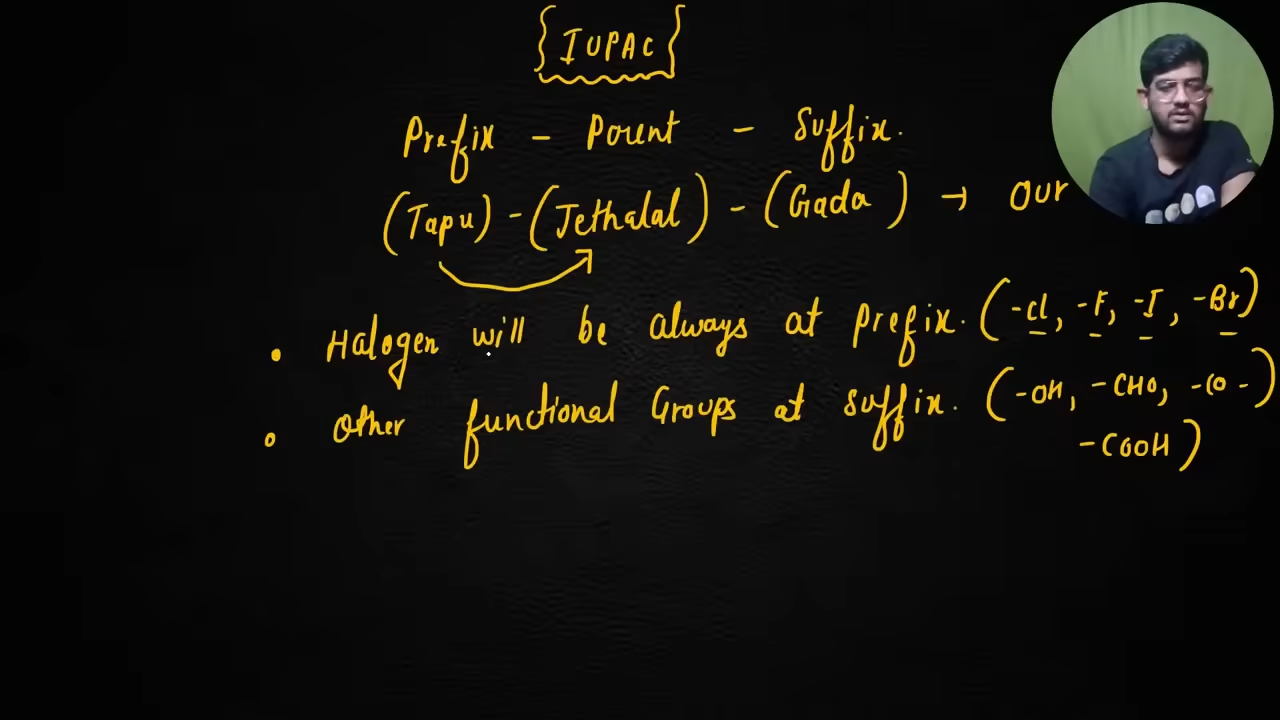 {IUPAC}
Prefix - Parent - Suffix.
(Tapu) - (Jethalal) - (Gada) → Our
• Halogen will be always at prefix. (-Cl, -F, -I, -Br)
• Other functional Groups at suffix. (-OH, -CHO, -CO-)
-COOH)